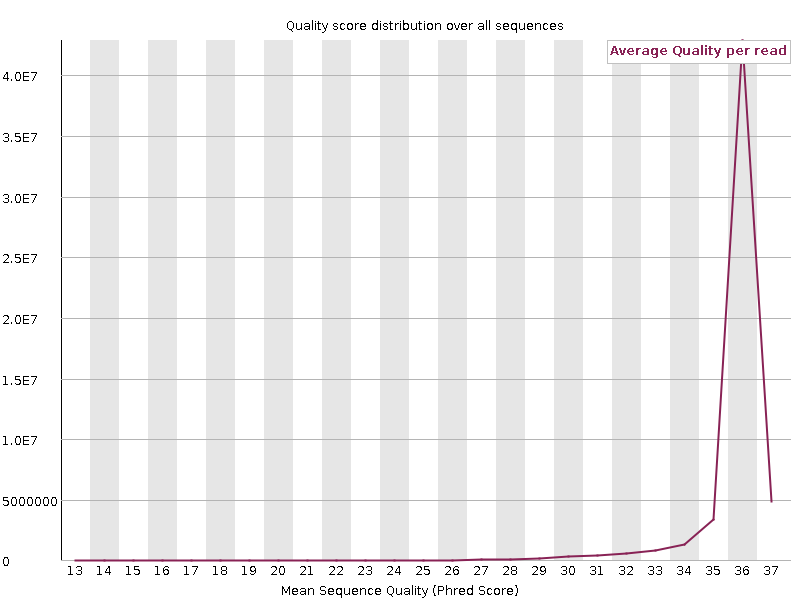 Quality score distribution over all sequences
Average Quality per read
4.0E7
3.5E7
3.0E7
2.5E7
2.0E7
1.5E7
1.0E7
5000000
0
13 14 15 16 17 18 19 20 21 22 23 24 25 26 27 28 29 30 31 32 33 34 35 36 37
Mean Sequence Quality (Phred Score)